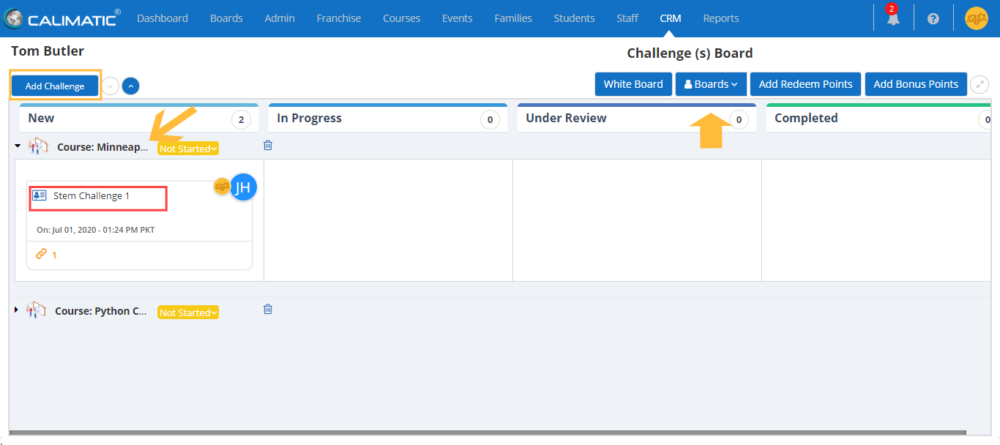 CALIMATIC® Dashboard Boards Admin Franchise Courses Events Families Students Staff CRM Reports 2 ?
Tom Butler
Challenge (s) Board
Add Challenge White Board Boards Add Redeem Points Add Bonus Points
New 2 In Progress 0 Under Review 0 Completed 0
Course: Minneap... Not Started
JH
Stem Challenge 1
On: Jul 01, 2020 - 01:24 PM PKT
1
Course: Python C... Not Started